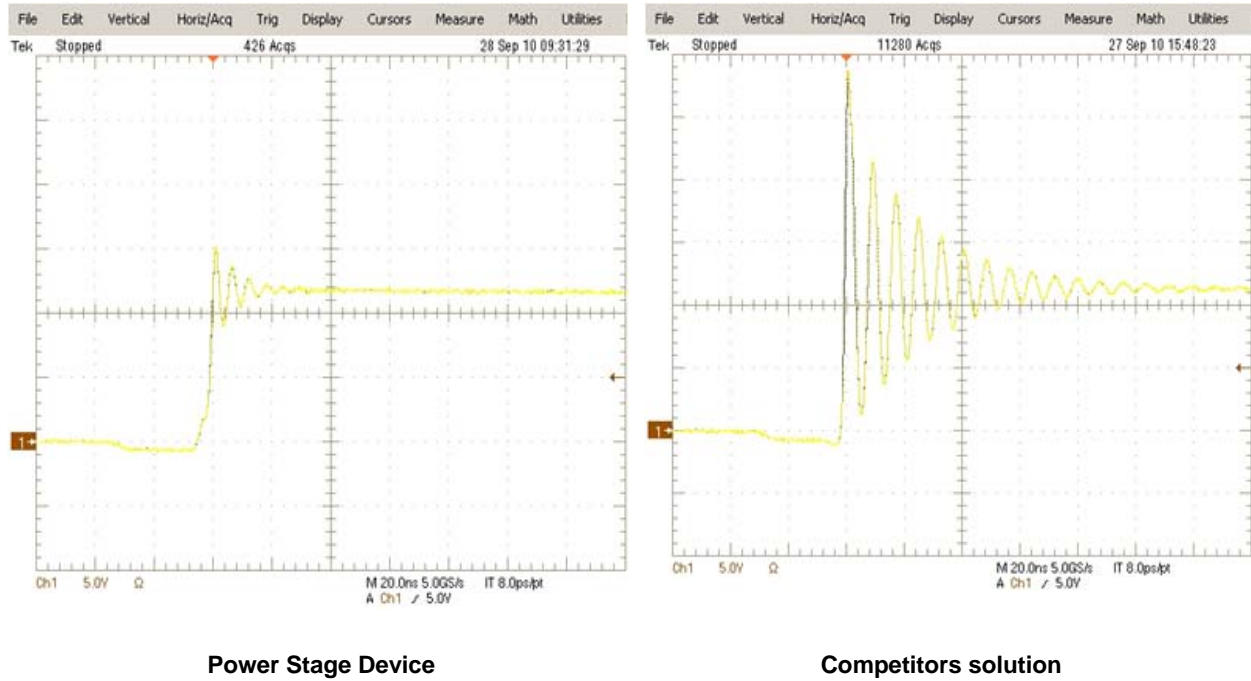 File Edit Vertical Horiz/Acq Trig Display Cursors Measure Math Utilities
Tek Stopped 426 Acqs 28 Sep 10 09:31:29
1
Ch1 5.0V Ω M 20.0ns 5.0GS/s IT 8.0ps/pt
A Ch1 / 5.0V
Power Stage Device
File Edit Vertical Horiz/Acq Trig Display Cursors Measure Math Utilities
Tek Stopped 11280 Acqs 27 Sep 10 15:48:23
1
Ch1 5.0V Ω M 20.0ns 5.0GS/s IT 8.0ps/pt
A Ch1 / 5.0V
Competitors solution